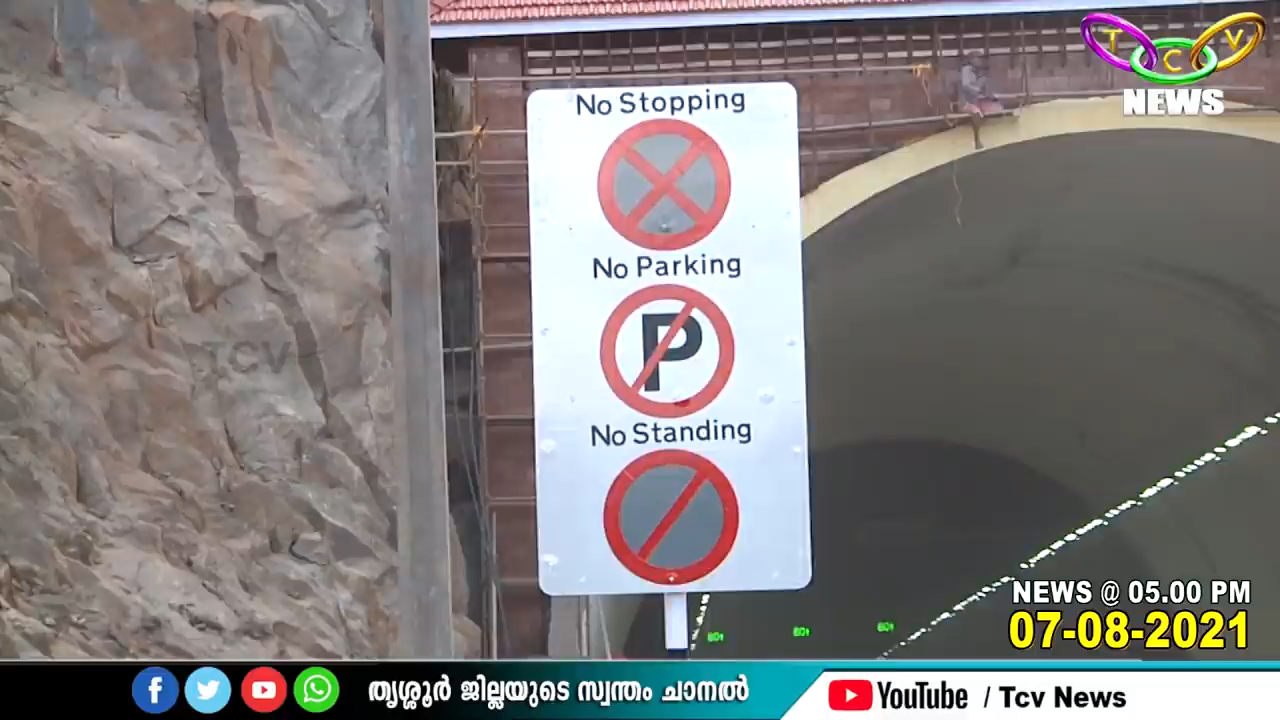 T C V
NEWS
No Stopping
No Parking
P
No Standing
TCV
NEWS @ 05.00 PM
07-08-2021
തൃശ്ശൂർ ജില്ലയുടെ സ്വന്തം ചാനൽ
YouTube / Tcv News